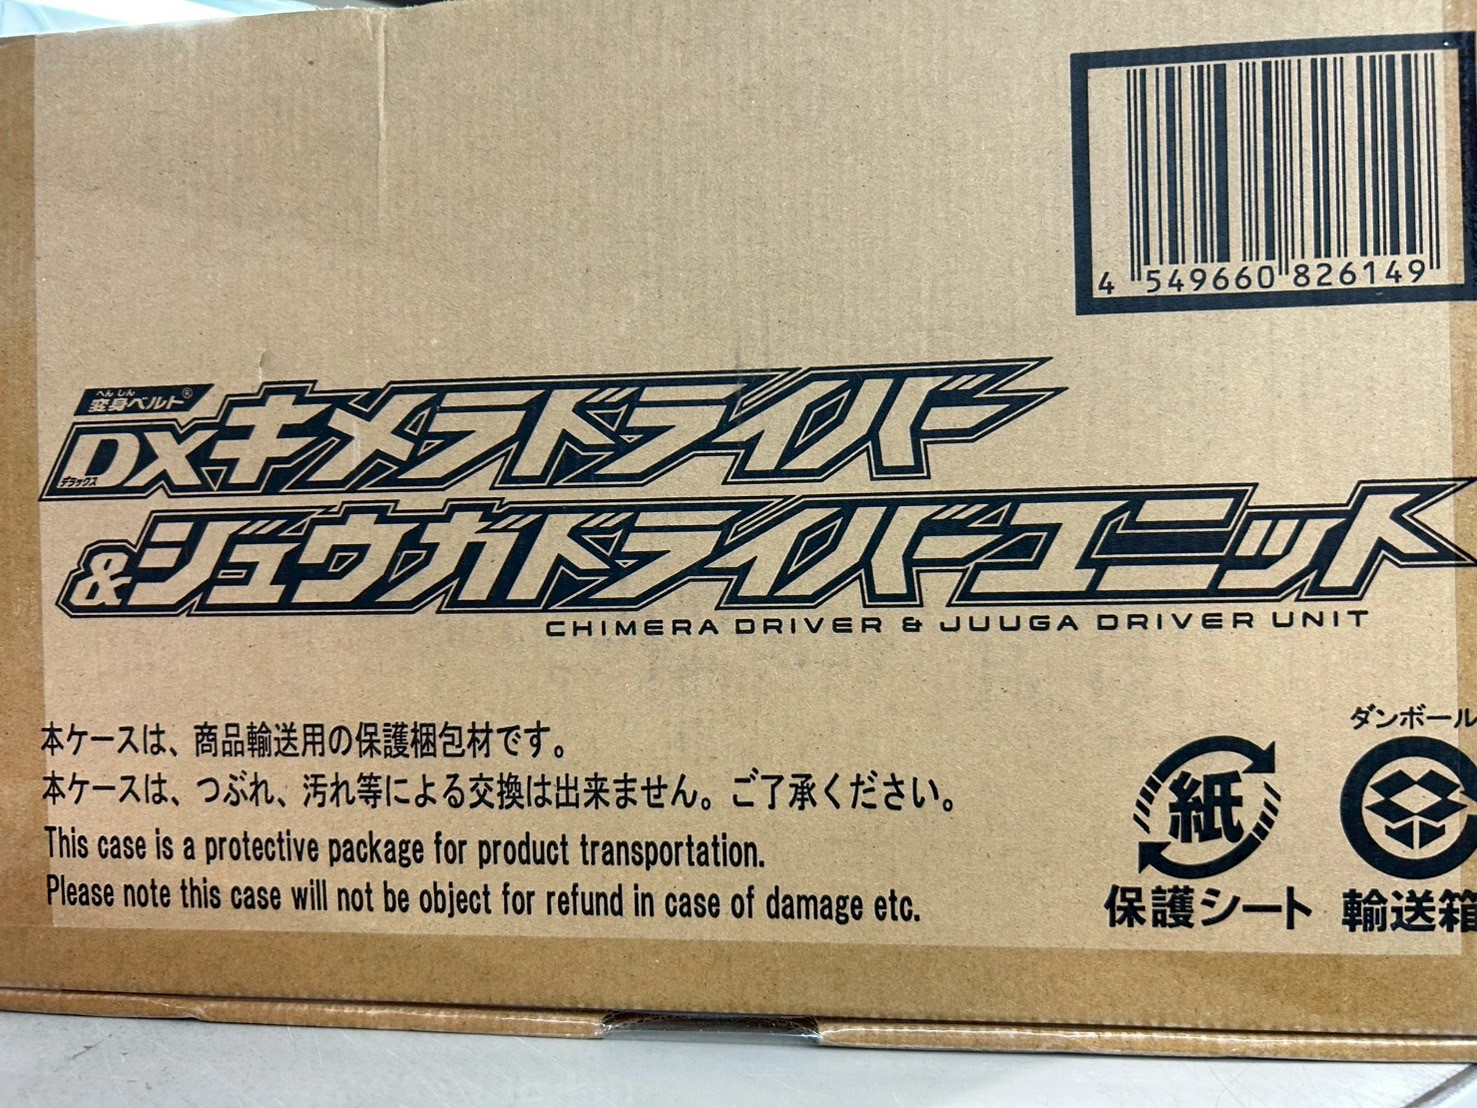 4 549660 826149
へんしん
変身ベルト®
DXキメラドライバー
デラックス
&ジュウガドライバーユニット
CHIMERA DRIVER & JUUGA DRIVER UNIT
本ケースは、商品輸送用の保護梱包材です。
本ケースは、つぶれ、汚れ等による交換は出来ません。ご了承ください。
This case is a protective package for product transportation.
Please note this case will not be object for refund in case of damage etc.
紙
保護シート
ダンボール
輸送箱